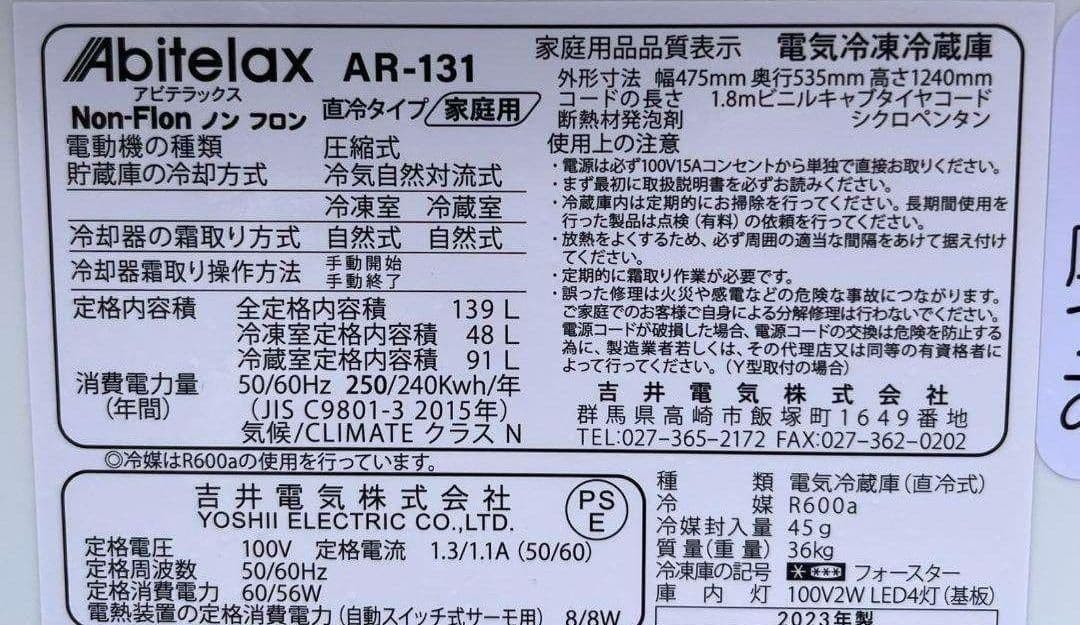 Abitelax AR-131
アビテラックス
Non-Flon ノン フロン 直冷タイプ 家庭用
電動機の種類 圧縮式
貯蔵庫の冷却方式 冷気自然対流式
冷凍室 冷蔵室
冷却器の霜取り方式 自然式 自然式
冷却器霜取り操作方法 手動開始
手動終了
定格内容積 全定格内容積 139 L
冷凍室定格内容積 48 L
冷蔵室定格内容積 91 L
消費電力量 50/60Hz 250/240Kwh/年
(年間) (JIS C9801-3 2015年)
気候/CLIMATE クラス N
家庭用品品質表示 電気冷凍冷蔵庫
外形寸法 幅475mm 奥行535mm 高さ1240mm
コードの長さ 1.8mビニルキャブタイヤコード
断熱材発泡剤 シクロペンタン
使用上の注意
・電源は必ず100V15Aコンセントから単独で直接お取りください。
・まず最初に取扱説明書を必ずお読みください。
・冷蔵庫内は定期的にお掃除を行ってください。長期間使用を
行った製品は点検(有料)の依頼を行ってください。
・放熱をよくするため、必ず周囲の適当な間隔をあけて据え付け
てください。
・定期的に霜取り作業が必要です。
・誤った修理は火災や感電などの危険な事故につながります。
ご家庭でのお客様ご自身による分解修理は行わないでください。
電源コードが破損した場合、電源コードの交換は危険を防止する
為に、製造業者若しくは、その代理店又は同等の有資格者に
よって行ってください。(Y型取付の場合)
吉井電気株式会社
群馬県高崎市飯塚町1649番地
TEL:027-365-2172 FAX:027-362-0202
◎冷媒はR600aの使用を行っています。
吉井電気株式会社
YOSHII ELECTRIC CO.,LTD.
PS
E
定格電圧 100V 定格電流 1.3/1.1A (50/60)
定格周波数 50/60Hz
定格消費電力 60/56W
電熱装置の定格消費電力(自動スイッチ式サーモ用) 8/8W
種類 電気冷蔵庫(直冷式)
冷媒 R600a
冷媒封入量 45g
質量(重量) 36kg
冷凍庫の記号 フォースター
庫内灯 100V2W LED4灯(基板)
2023年製